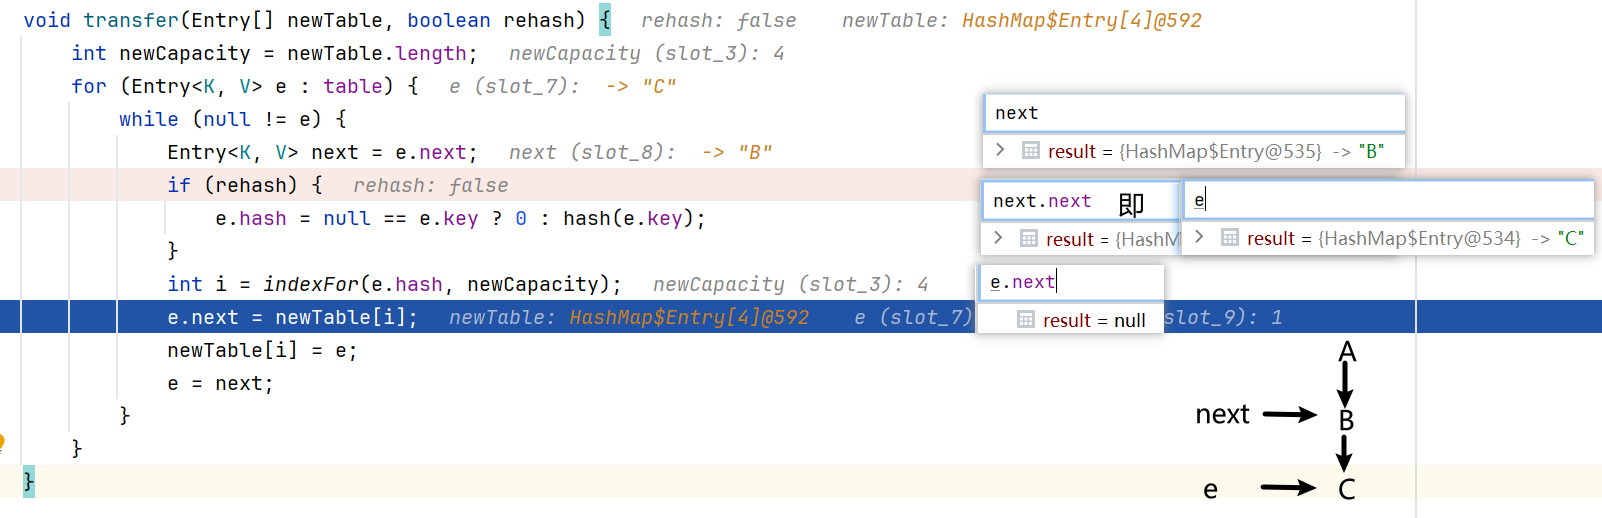 void transfer(Entry[] newTable, boolean rehash) { rehash: false newTable: HashMap$Entry[4]@592
int newCapacity = newTable.length; newCapacity (slot_3): 4
for (Entry<K, V> e : table) { e (slot_7): -> "C"
while (null != e) {
Entry<K, V> next = e.next; next (slot_8): -> "B"
if (rehash) { rehash: false
e.hash = null == e.key ? 0 : hash(e.key);
}
int i = indexFor(e.hash, newCapacity); newCapacity (slot_3): 4
e.next = newTable[i]; newTable: HashMap$Entry[4]@592 e (slot_7) slot_9): 1
newTable[i] = e;
e = next;
}
}
}
next
result = {HashMap$Entry@535} -> "B"
next.next 即 e
result = {HashM
result = {HashMap$Entry@534} -> "C"
e.next
result = null
A
next B
e C